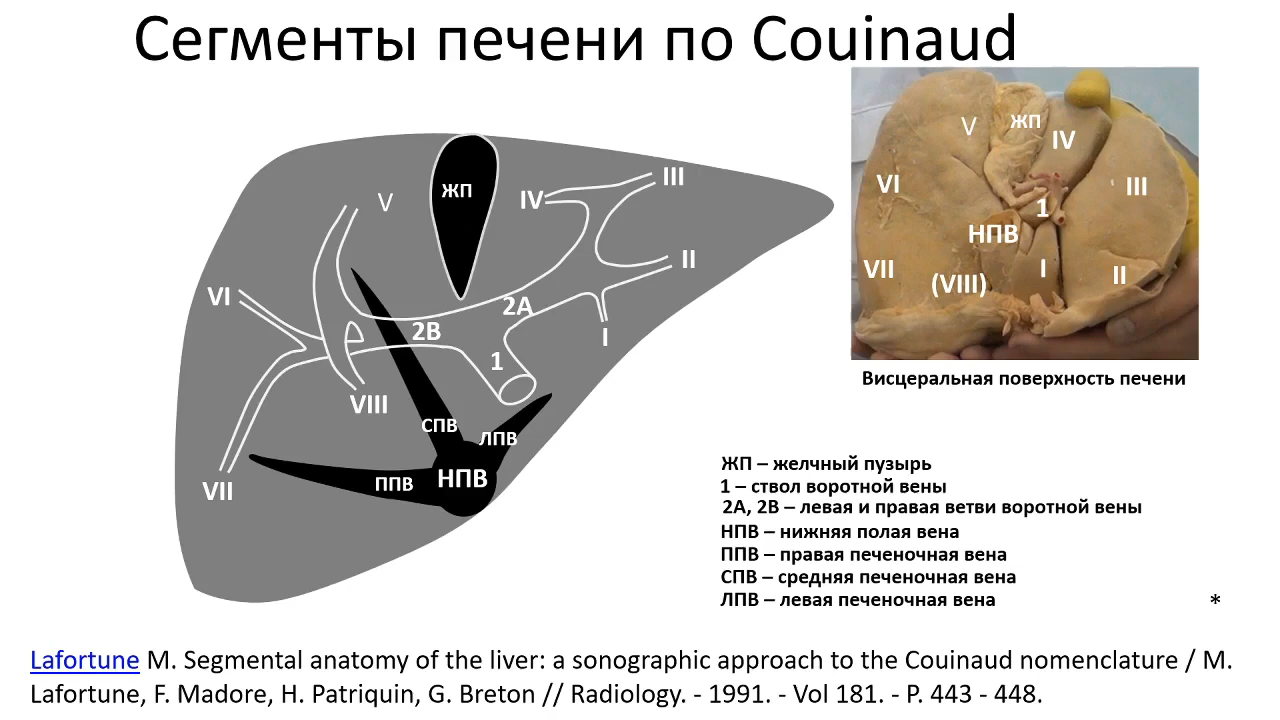 Сегменты печени по Couinaud
V
ЖП
IV
III
II
I
VI
2A
2B
1
VIII
СПВ
ЛПВ
НПВ
ППВ
VII
V
ЖП
IV
VI
III
1
НПВ
VII
(VIII)
I
II
Висцеральная поверхность печени
ЖП – желчный пузырь
1 – ствол воротной вены
2А, 2В – левая и правая ветви воротной вены
НПВ – нижняя полая вена
ППВ – правая печеночная вена
СПВ – средняя печеночная вена
ЛПВ – левая печеночная вена
*
Lafortune M. Segmental anatomy of the liver: a sonographic approach to the Couinaud nomenclature / M.
Lafortune, F. Madore, H. Patriquin, G. Breton // Radiology. - 1991. - Vol 181. - P. 443 - 448.